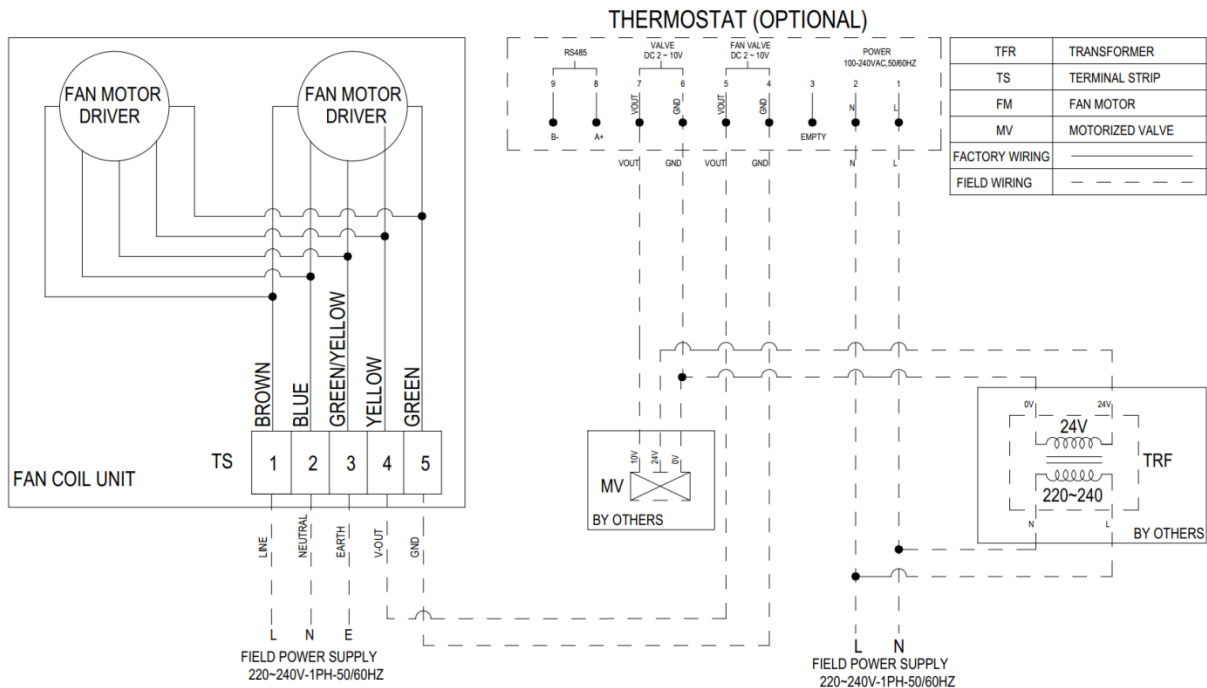 THERMOSTAT (OPTIONAL)
FAN MOTOR
DRIVER
FAN MOTOR
DRIVER
BROWN
BLUE
GREEN/YELLOW
YELLOW
GREEN
TS
1
2
3
4
5
FAN COIL UNIT
LINE
NEUTRAL
EARTH
V-OUT
GND
L
N
E
FIELD POWER SUPPLY
220~240V-1PH-50/60HZ
RS485
VALVE
DC 2 ~ 10V
FAN VALVE
DC 2 ~ 10V
POWER
100-240VAC,50/60HZ
9
8
7
6
5
4
3
2
1
VOUT
GND
VOUT
GND
N
L
B-
A+
EMPTY
VOUT
GND
VOUT
GND
N
L
10V
24V
0V
MV
BY OTHERS
0V
24V
24V
220~240
TRF
N
L
BY OTHERS
L
N
FIELD POWER SUPPLY
220~240V-1PH-50/60HZ
TFR TRANSFORMER
TS TERMINAL STRIP
FM FAN MOTOR
MV MOTORIZED VALVE
FACTORY WIRING
FIELD WIRING